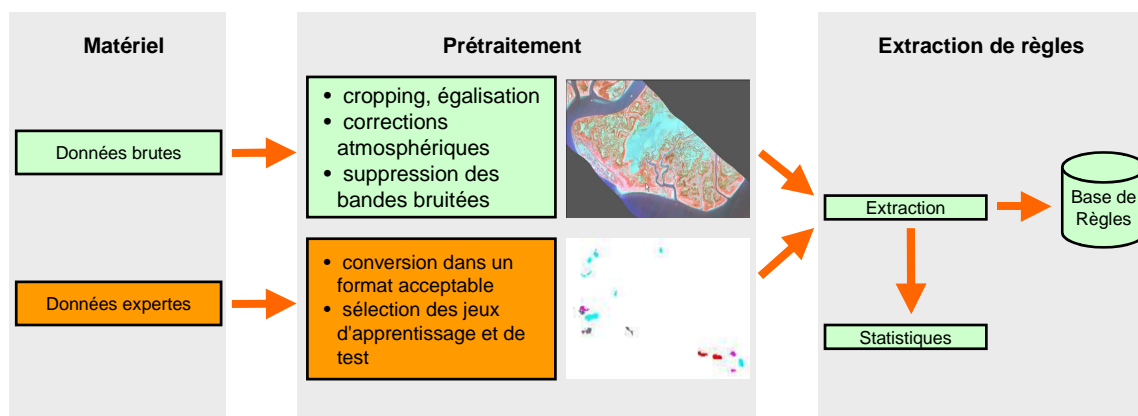 Matériel
Prétraitement
Extraction de règles
Données brutes
• cropping, égalisation
• corrections
atmosphériques
• suppression des
bandes bruitées
Extraction
Base de
Règles
Données expertes
• conversion dans un
format acceptable
• sélection des jeux
d'apprentissage et de
test
Statistiques